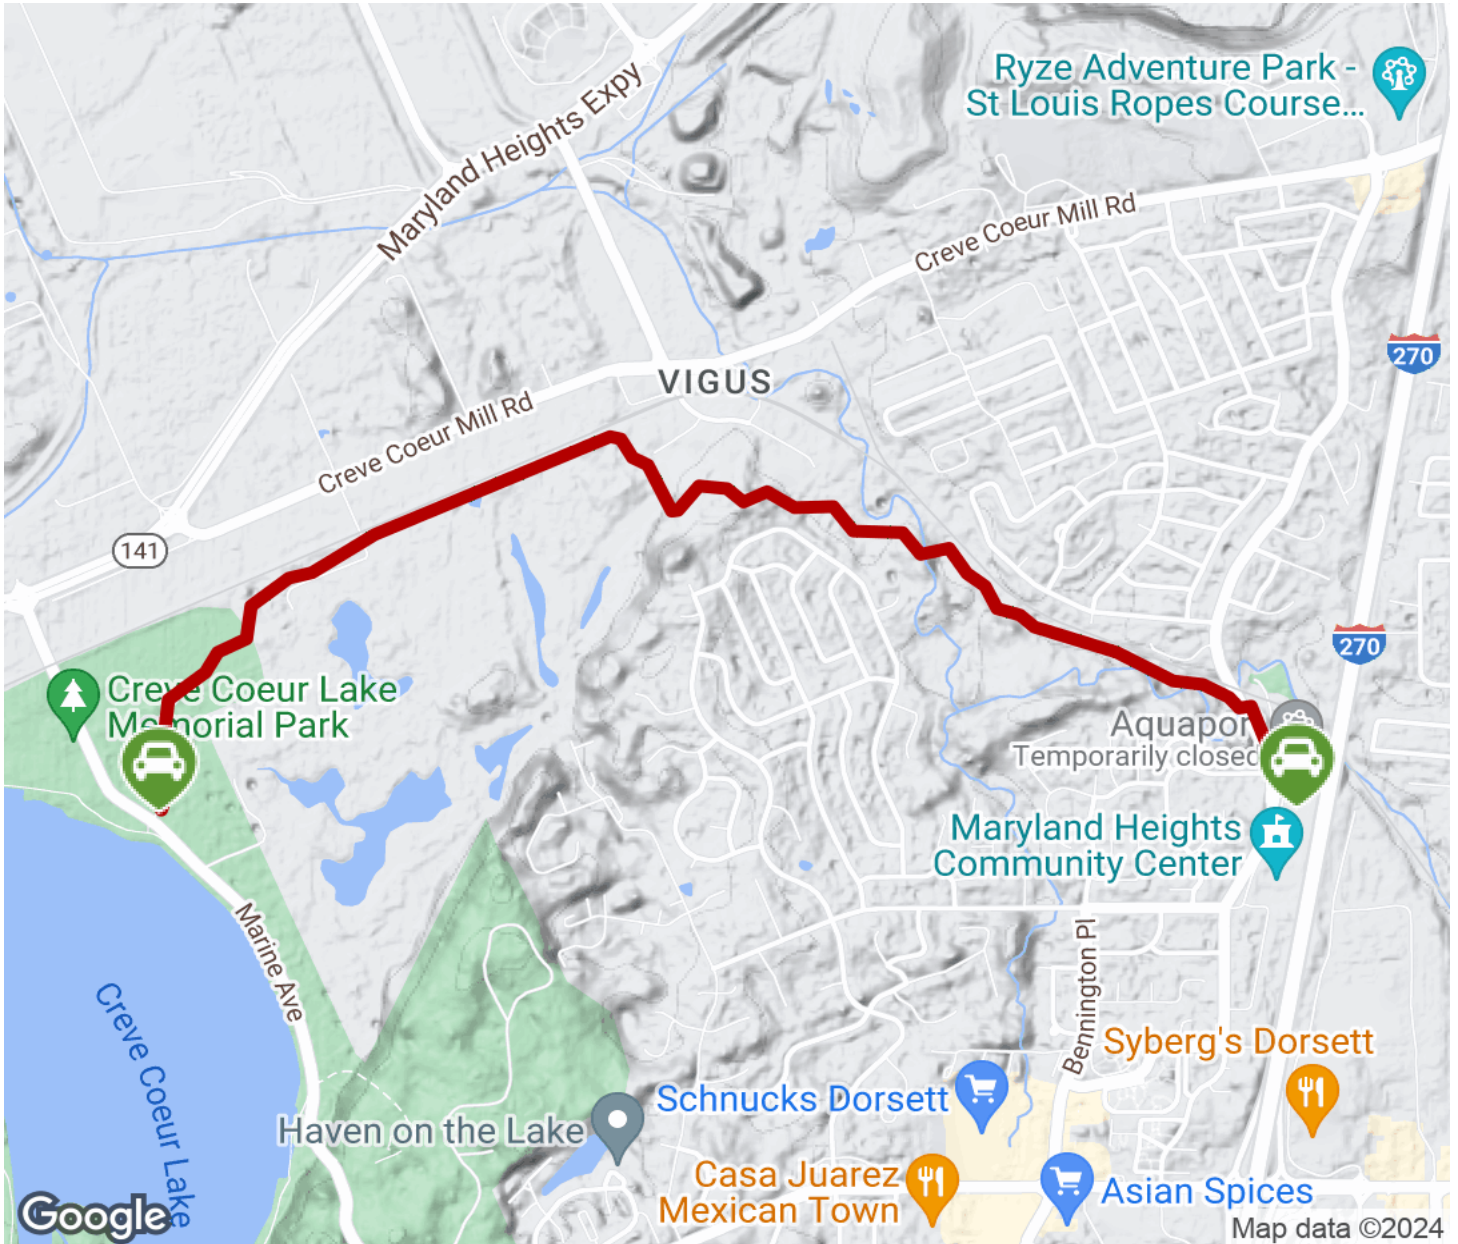 Ryze Adventure Park -
St Louis Ropes Course...
Maryland Heights Expy
Creve Coeur Mill Rd
270
VIGUS
Creve Coeur Mill Rd
141
270
Creve Coeur Lake
Memorial Park
Aquapor
Temporarily closed
Maryland Heights
Community Center
Marine Ave
Bennington Pl
Creve Coeur Lake
Syberg's Dorsett
Schnucks Dorsett
Haven on the Lake
Casa Juarez
Mexican Town
Asian Spices
Google
Map data ©2024